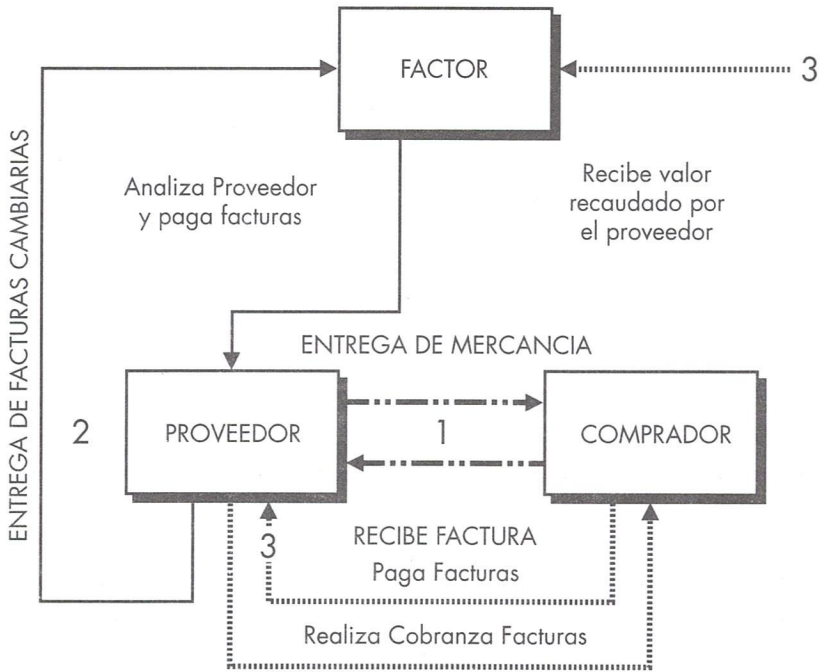 FACTOR
3
Analiza Proveedor
y paga facturas
Recibe valor
recaudado por
el proveedor
ENTREGA DE FACTURAS CAMBIARIAS
ENTREGA DE MERCANCIA
2
PROVEEDOR
1
COMPRADOR
3
RECIBE FACTURA
Paga Facturas
Realiza Cobranza Facturas